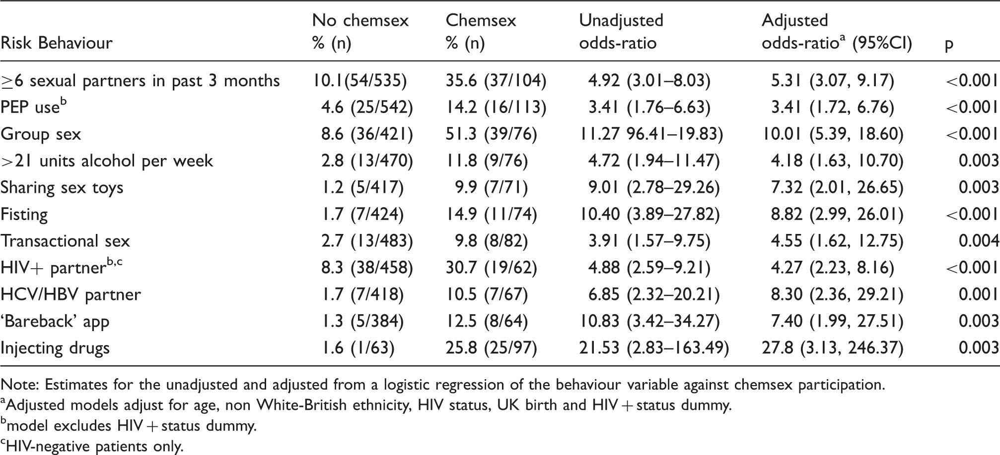 Risk Behaviour No chemsex % (n) Chemsex % (n) Unadjusted odds-ratio Adjusted odds-ratioa (95%CI) p
≥6 sexual partners in past 3 months 10.1(54/535) 35.6 (37/104) 4.92 (3.01–8.03) 5.31 (3.07, 9.17) <0.001
PEP useb 4.6 (25/542) 14.2 (16/113) 3.41 (1.76–6.63) 3.41 (1.72, 6.76) <0.001
Group sex 8.6 (36/421) 51.3 (39/76) 11.27 96.41–19.83) 10.01 (5.39, 18.60) <0.001
>21 units alcohol per week 2.8 (13/470) 11.8 (9/76) 4.72 (1.94–11.47) 4.18 (1.63, 10.70) 0.003
Sharing sex toys 1.2 (5/417) 9.9 (7/71) 9.01 (2.78–29.26) 7.32 (2.01, 26.65) 0.003
Fisting 1.7 (7/424) 14.9 (11/74) 10.40 (3.89–27.82) 8.82 (2.99, 26.01) <0.001
Transactional sex 2.7 (13/483) 9.8 (8/82) 3.91 (1.57–9.75) 4.55 (1.62, 12.75) 0.004
HIV+ partnerb,c 8.3 (38/458) 30.7 (19/62) 4.88 (2.59–9.21) 4.27 (2.23, 8.16) <0.001
HCV/HBV partner 1.7 (7/418) 10.5 (7/67) 6.85 (2.32–20.21) 8.30 (2.36, 29.21) 0.001
‘Bareback’ app 1.3 (5/384) 12.5 (8/64) 10.83 (3.42–34.27) 7.40 (1.99, 27.51) 0.003
Injecting drugs 1.6 (1/63) 25.8 (25/97) 21.53 (2.83–163.49) 27.8 (3.13, 246.37) 0.003
Note: Estimates for the unadjusted and adjusted from a logistic regression of the behaviour variable against chemsex participation.
aAdjusted models adjust for age, non White-British ethnicity, HIV status, UK birth and HIV+status dummy.
bmodel excludes HIV+status dummy.
cHIV-negative patients only.